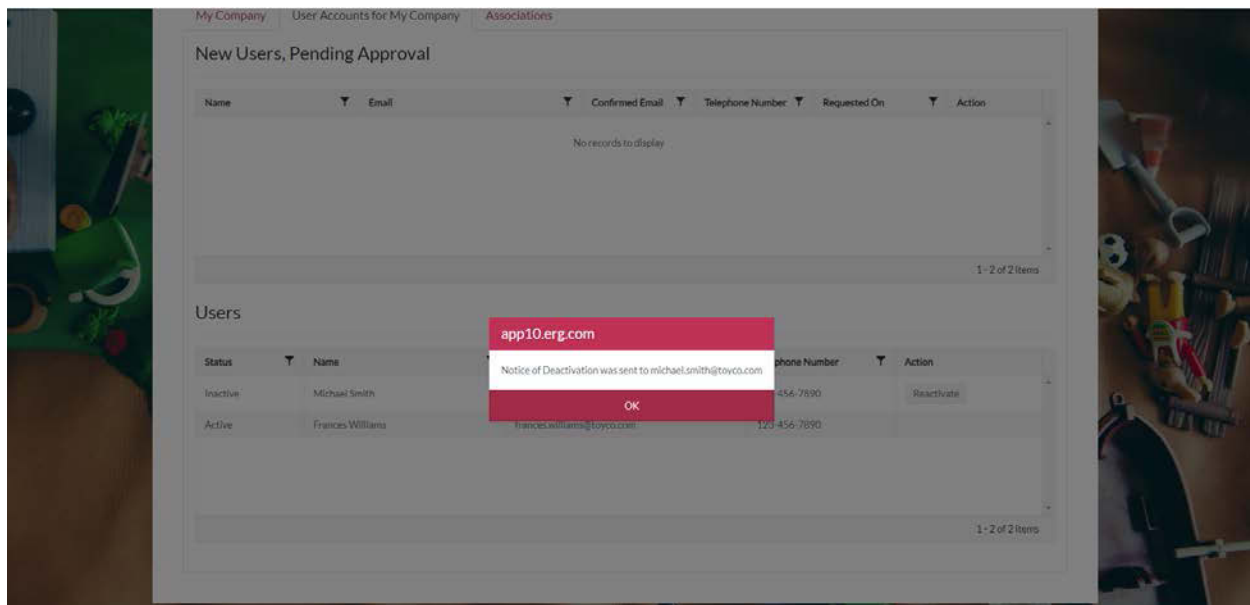 My Company User Accounts for My Company Associations
New Users, Pending Approval
Name Email Confirmed Email Telephone Number Requested On Action
No records to display
1 - 2 of 2 items
Users
app10.erg.com
Status Name phone Number Action
Notice of Deactivation was sent to michael.smith@toyco.com
Inactive Michael Smith 456-7890 Reactivate
OK
Active Frances Williams frances.williams@toyco.com 123-456-7890
1 - 2 of 2 items